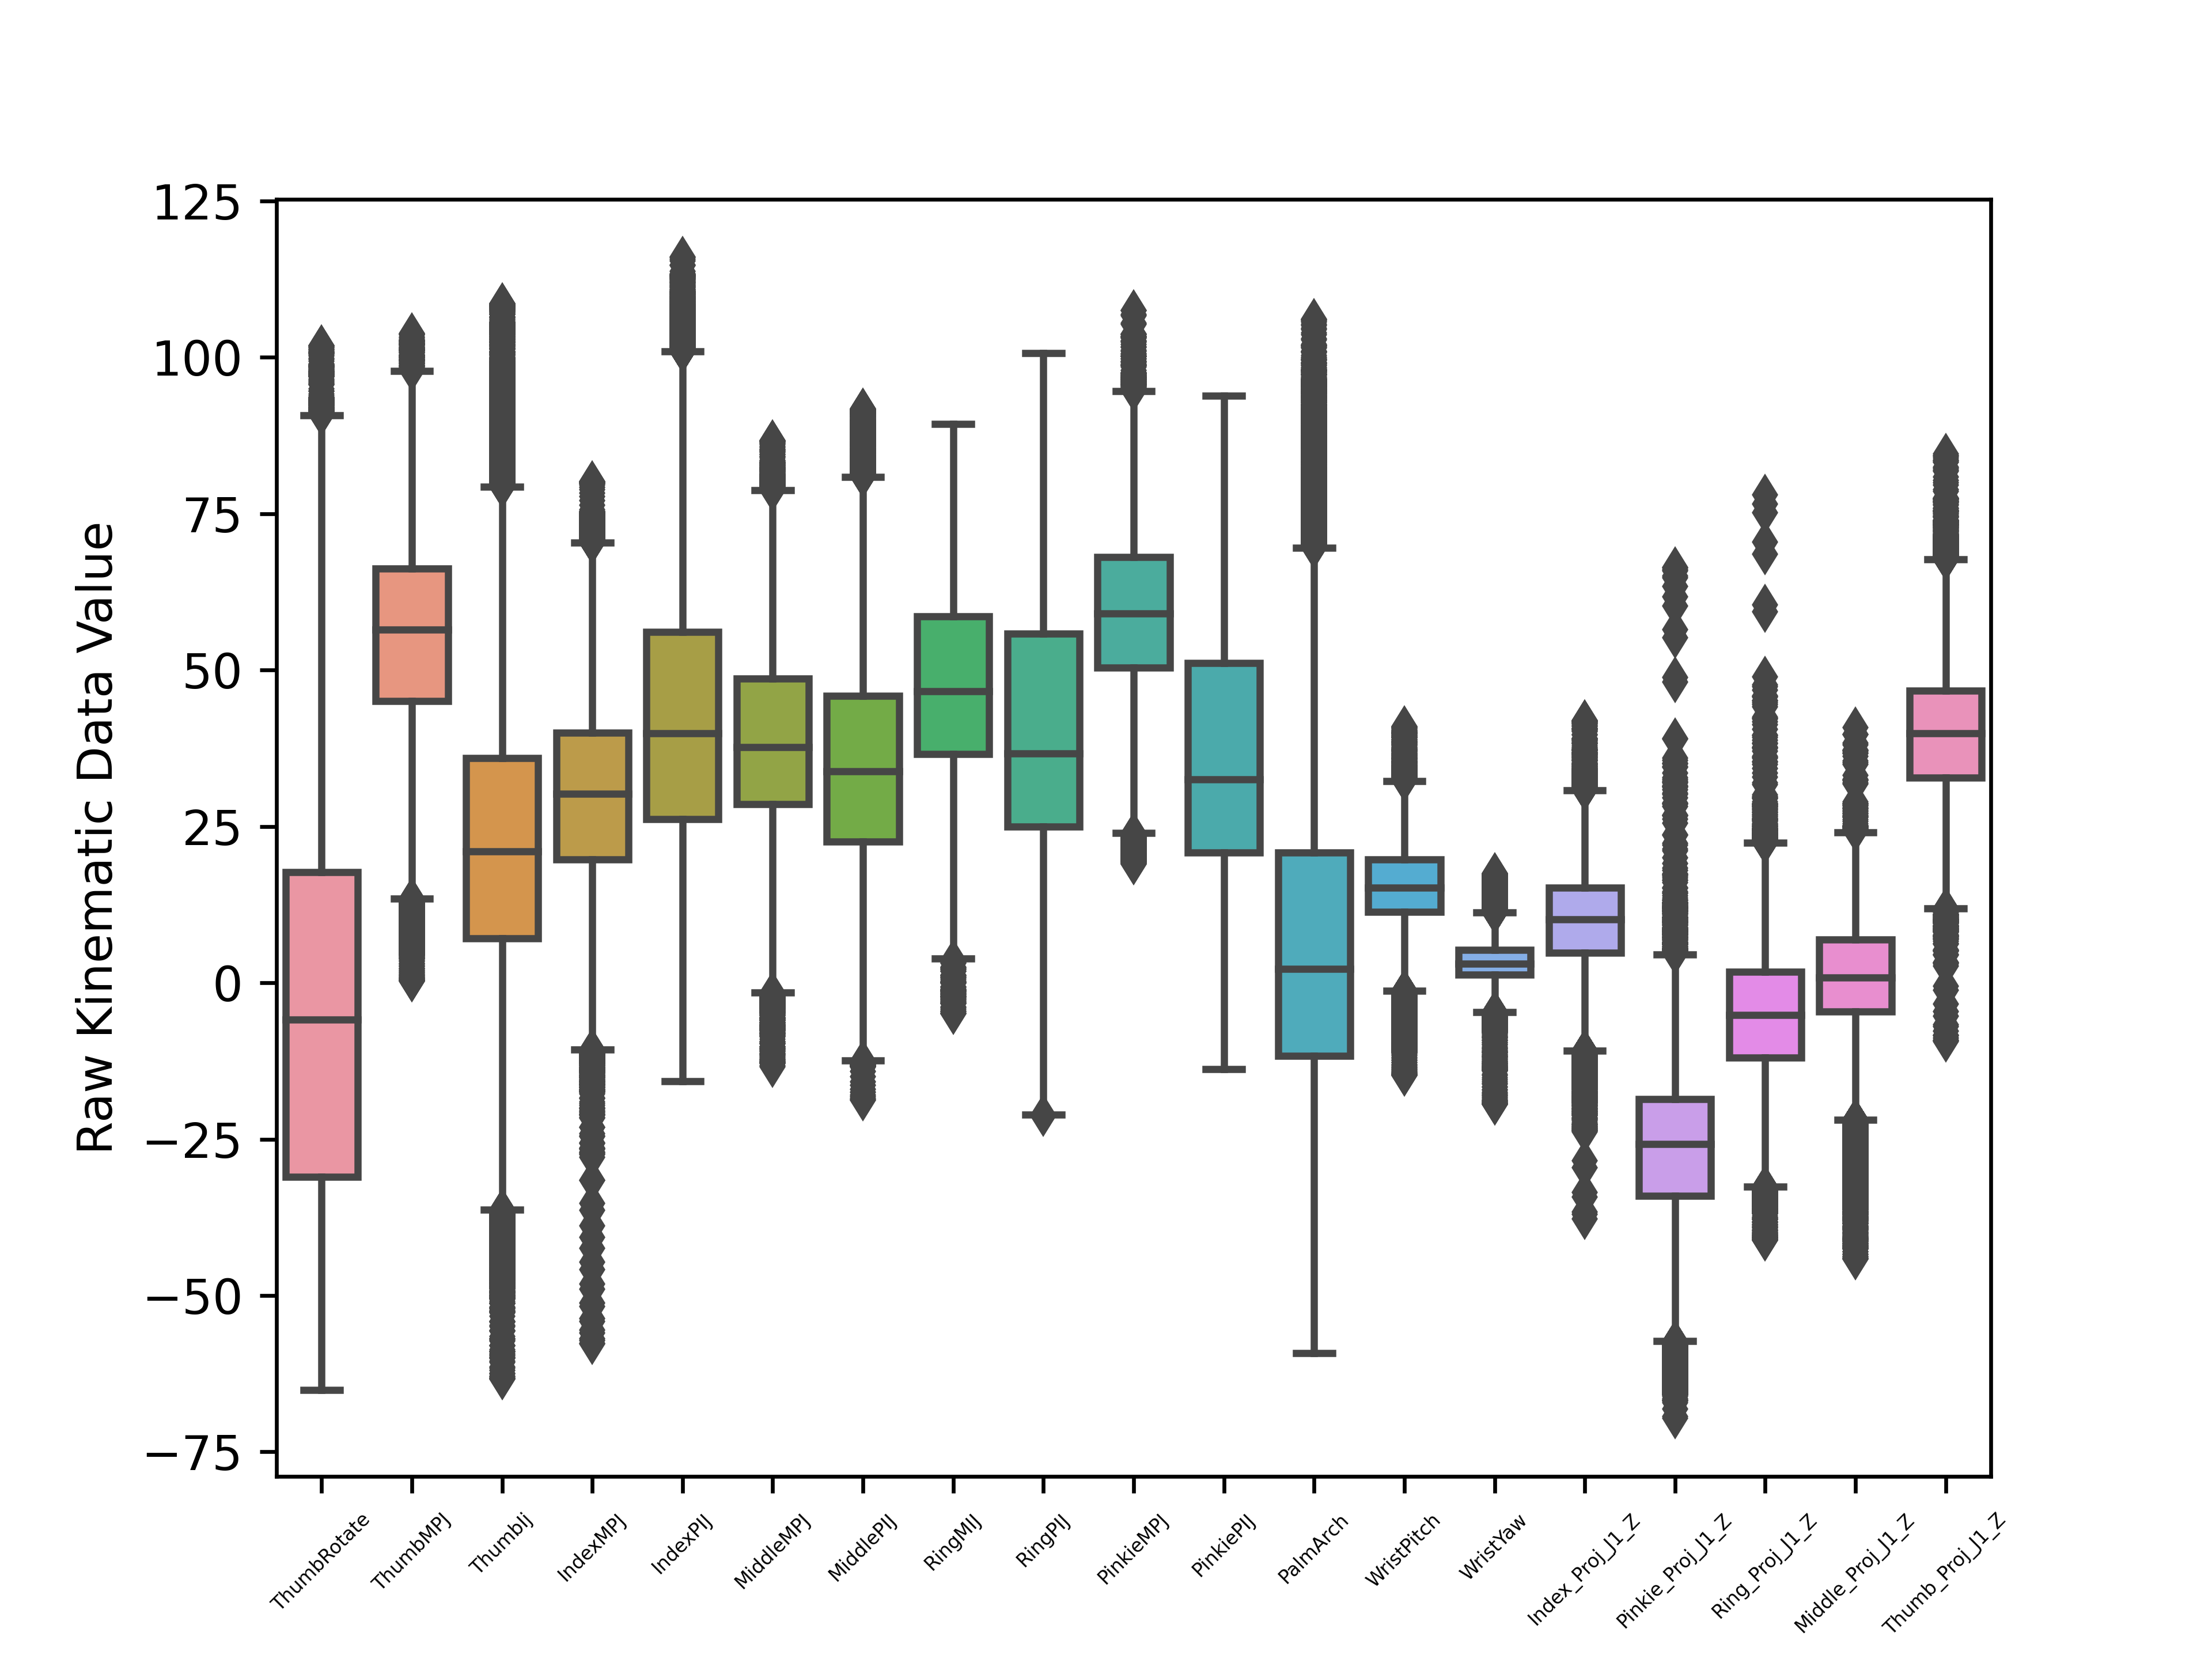 Raw Kinematic Data Value
125
100
75
50
25
0
−25
−50
−75
ThumbRotate
ThumbMPJ
ThumbIj
IndexMPJ
IndexPIJ
MiddleMPJ
MiddlePIJ
RingMIJ
RingPIJ
PinkieMPJ
PinkiePIJ
PalmArch
WristPitch
WristYaw
Index_Proj_J1_Z
Pinkie_Proj_J1_Z
Ring_Proj_J1_Z
Middle_Proj_J1_Z
Thumb_Proj_J1_Z